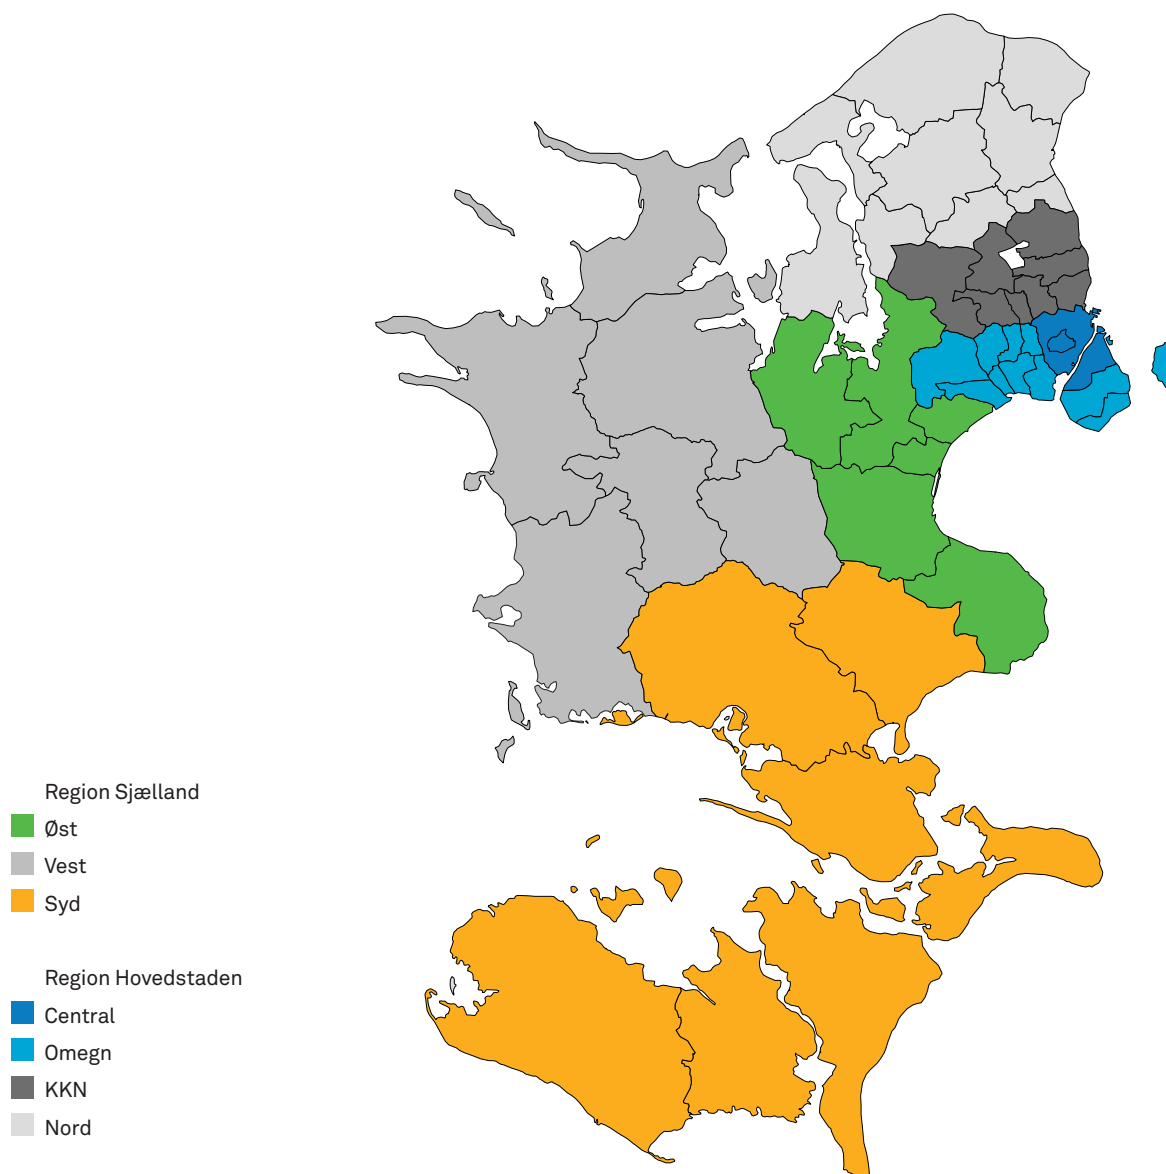 Region Sjælland
Øst
Vest
Syd
Region Hovedstaden
Central
Omegn
KKN
Nord